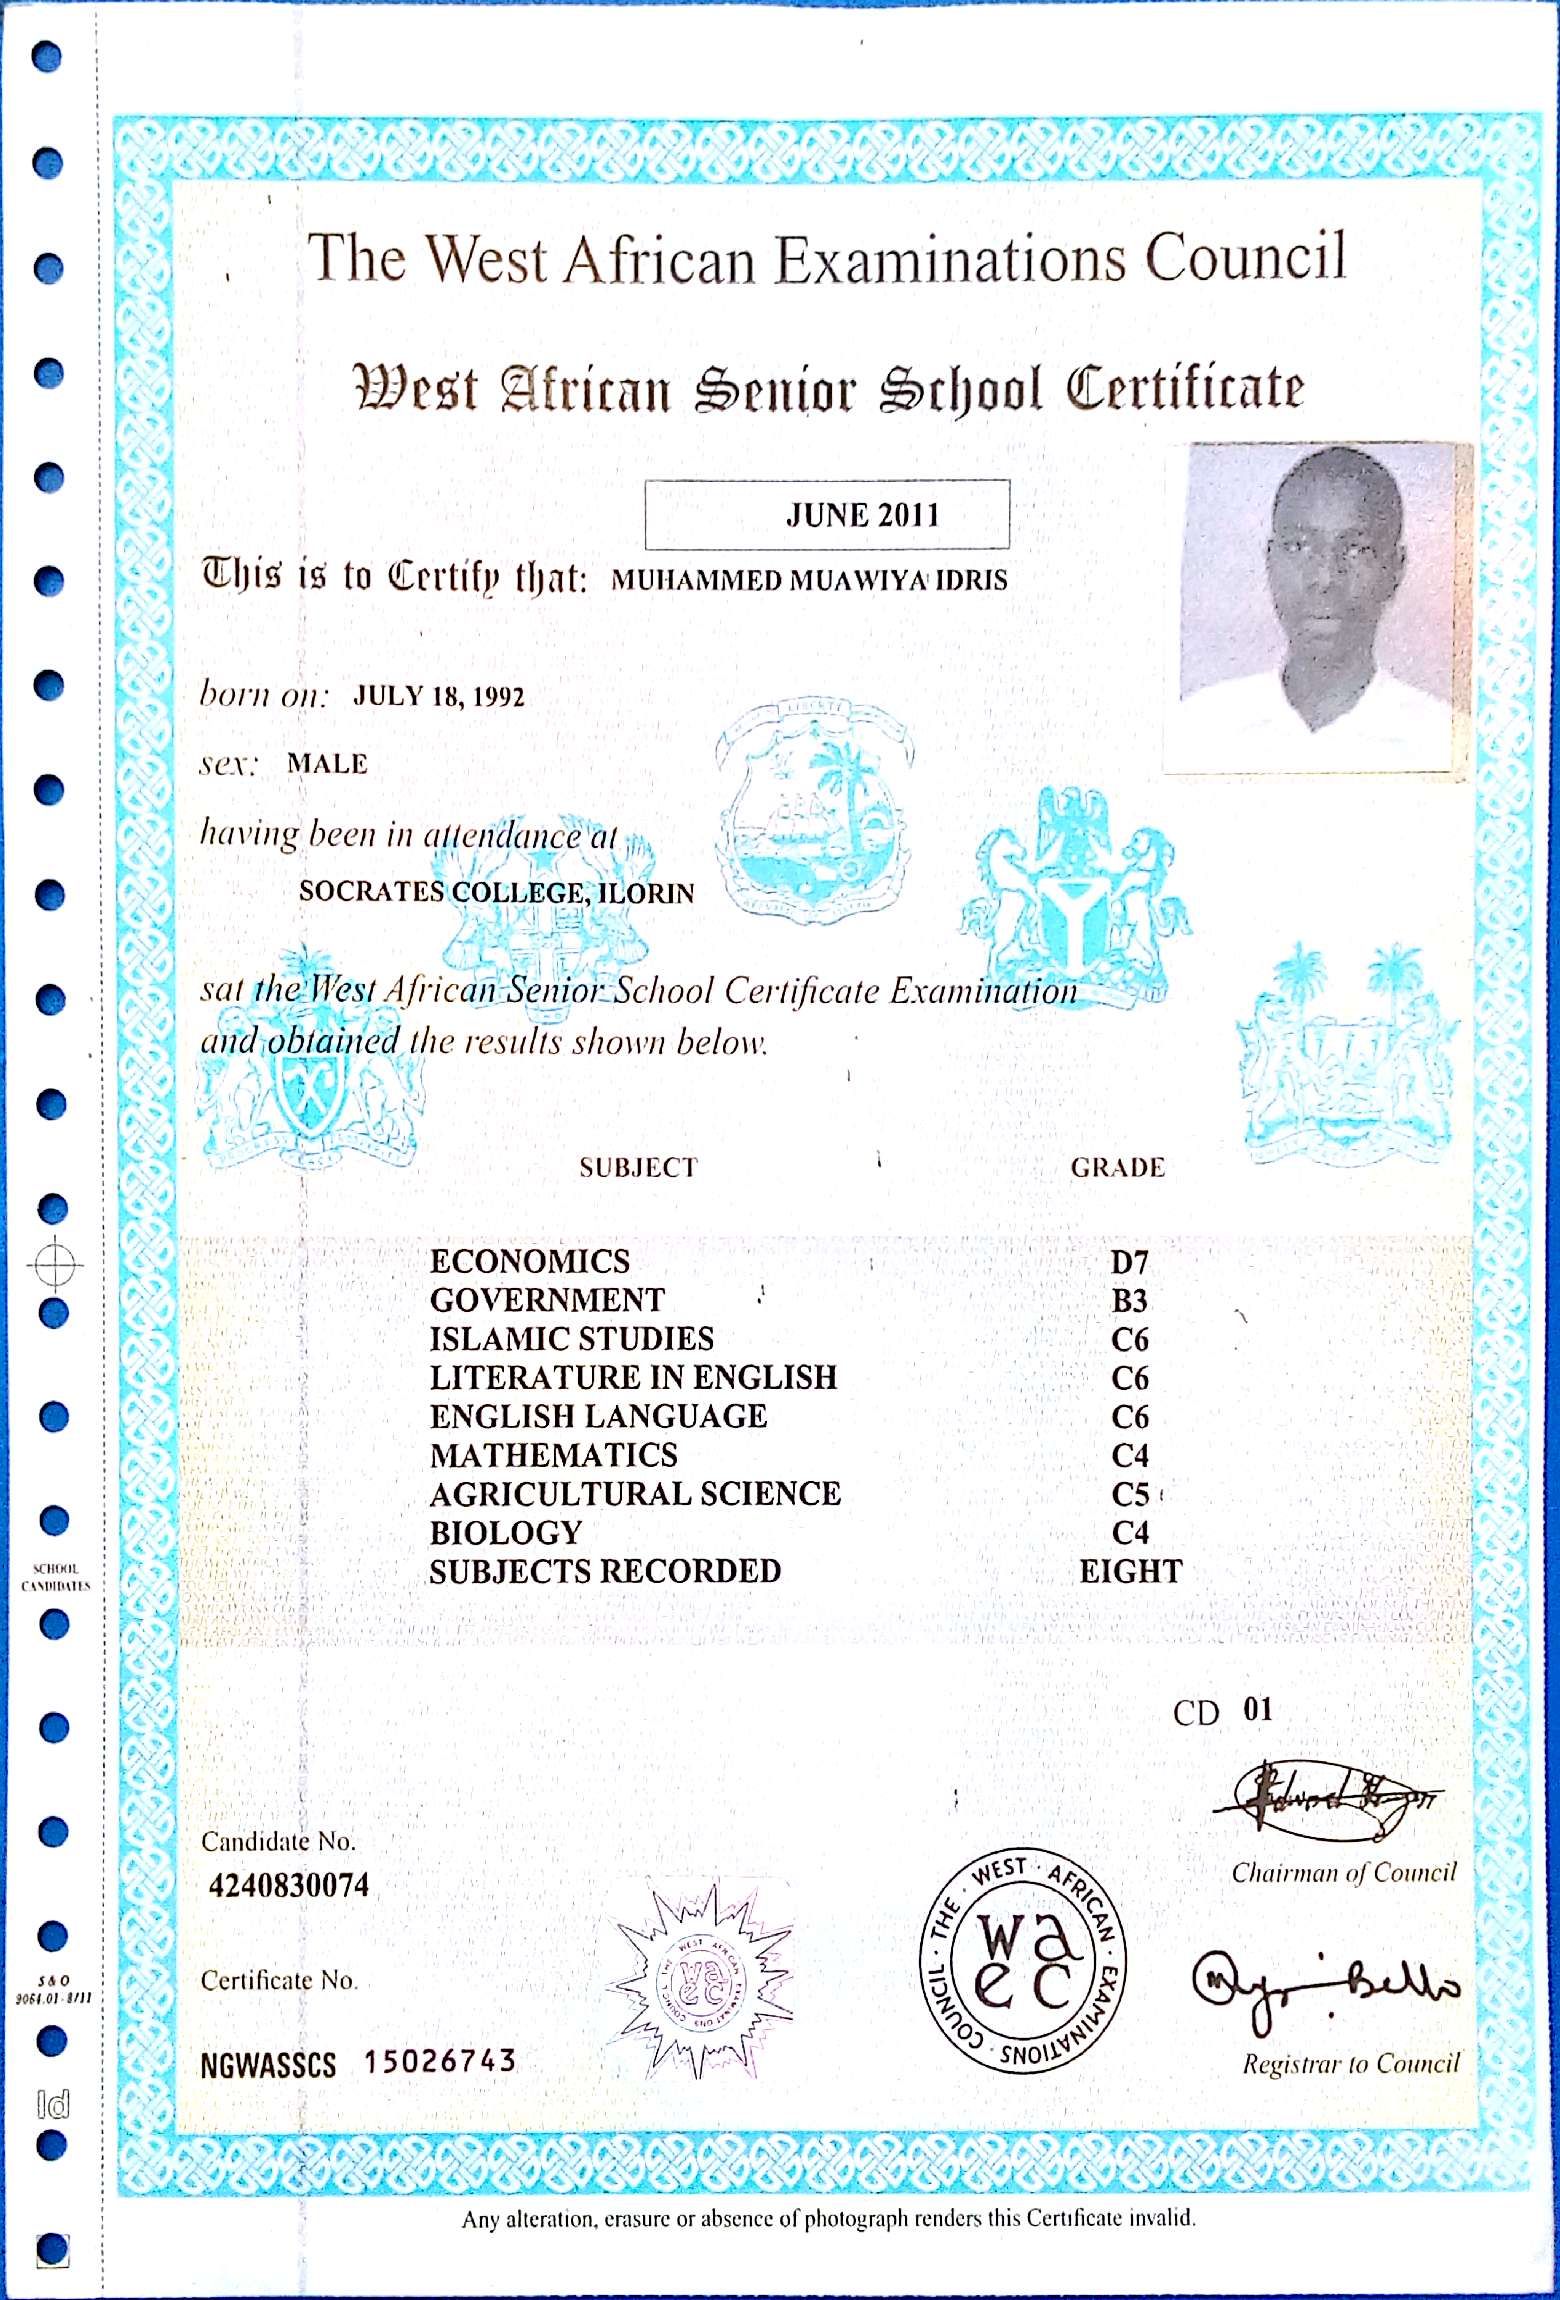 The West African Examinations Council
West African Senior School Certificate
JUNE 2011
This is to Certify that: MUHAMMED MUAWIYA IDRIS
born on: JULY 18, 1992
sex: MALE
having been in attendance at
SOCRATES COLLEGE, ILORIN
sat the West African Senior School Certificate Examination
and obtained the results shown below.
SUBJECT GRADE
ECONOMICS D7
GOVERNMENT B3
ISLAMIC STUDIES C6
LITERATURE IN ENGLISH C6
ENGLISH LANGUAGE C6
MATHEMATICS C4
AGRICULTURAL SCIENCE C5
BIOLOGY C4
SUBJECTS RECORDED EIGHT
SCHOOL
CANDIDATES
CD 01
Chairman of Council
Candidate No.
4240830074
THE · WEST · AFRICAN · EXAMINATIONS · COUNCIL
wa
ec
Bello
Registrar to Council
Certificate No.
NGWASSCS 15026743
S & O
9064.01-8/11
Id
Any alteration, erasure or absence of photograph renders this Certificate invalid.